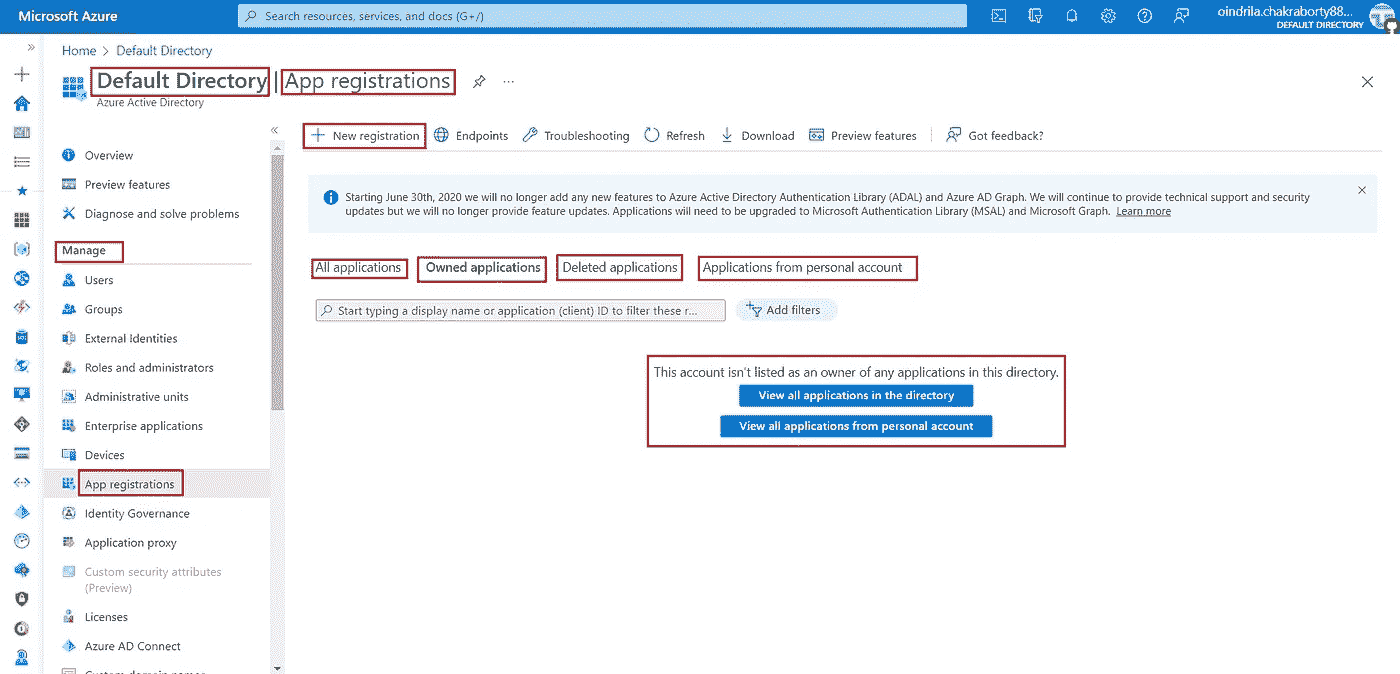 Microsoft Azure
Search resources, services, and docs (G+/)
oindrila.chakraborty88...
DEFAULT DIRECTORY
Home > Default Directory
Default Directory | App registrations
Azure Active Directory
Overview
Preview features
Diagnose and solve problems
Manage
Users
Groups
External Identities
Roles and administrators
Administrative units
Enterprise applications
Devices
App registrations
Identity Governance
Application proxy
Custom security attributes
(Preview)
Licenses
Azure AD Connect
Custom domain names
New registration Endpoints Troubleshooting Refresh Download Preview features Got feedback?
Starting June 30th, 2020 we will no longer add any new features to Azure Active Directory Authentication Library (ADAL) and Azure AD Graph. We will continue to provide technical support and security
updates but we will no longer provide feature updates. Applications will need to be upgraded to Microsoft Authentication Library (MSAL) and Microsoft Graph. Learn more
All applications Owned applications Deleted applications Applications from personal account
Start typing a display name or application (client) ID to filter these r... Add filters
This account isn't listed as an owner of any applications in this directory.
View all applications in the directory
View all applications from personal account